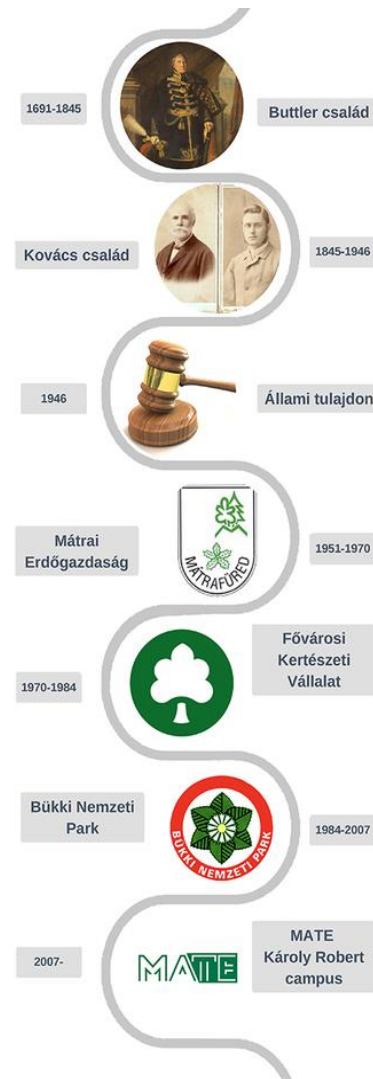 1691-1845
Buttler család
Kovács család
1845-1946
1946
Állami tulajdon
Mátrai
Erdőgazdaság
MÁTRAFÜRED
1951-1970
Fővárosi
Kertészeti
Vállalat
1970-1984
Bükki Nemzeti
Park
BÜKKI NEMZETI PARK
1984-2007
2007-
MATE
MATE
Károly Robert
campus